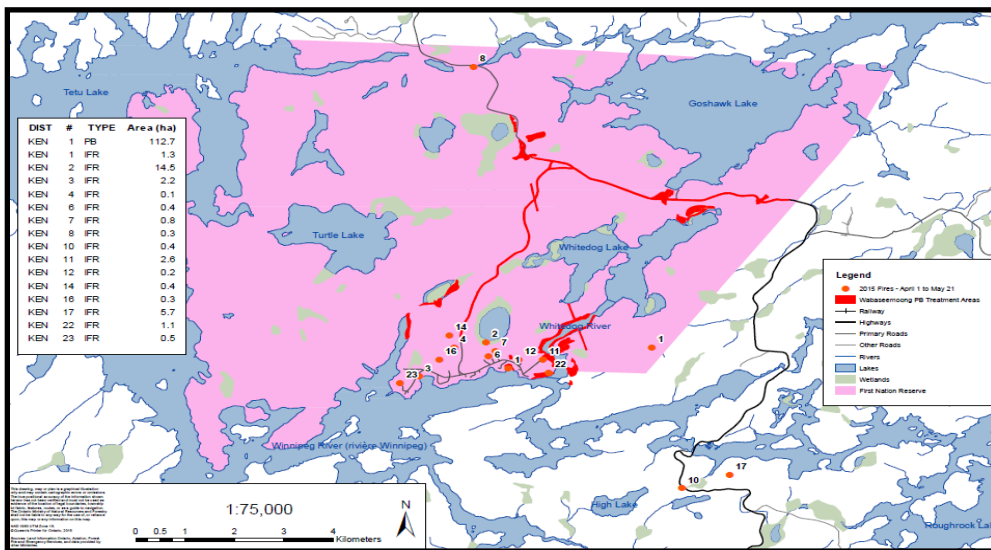 8
Tetu Lake
Goshawk Lake
DIST # TYPE Area (ha)
KEN 1 PB 112.7
KEN 1 IFR 1.3
KEN 2 IFR 14.5
KEN 3 IFR 2.2
KEN 4 IFR 0.1
KEN 6 IFR 0.4
KEN 7 IFR 0.8
KEN 8 IFR 0.3
KEN 10 IFR 0.4
KEN 11 IFR 2.6
KEN 12 IFR 0.2
KEN 14 IFR 0.4
KEN 16 IFR 0.3
KEN 17 IFR 5.7
KEN 22 IFR 1.1
KEN 23 IFR 0.5
Turtle Lake
Whitedog Lake
Legend
2015 Fires - April 1 to May 21
Wabaseemoong PB Treatment Areas
Railway
Highways
Primary Roads
Other Roads
Rivers
Lakes
Wetlands
First Nation Reserve
Whitedog River
14
4
2
7
1
16
6
12
11
1
22
3
23
Winnipeg River (rivière Winnipeg)
17
10
High Lake
Roughrock La
1:75,000
N
0 0.5 1 2 3 4
Kilometers